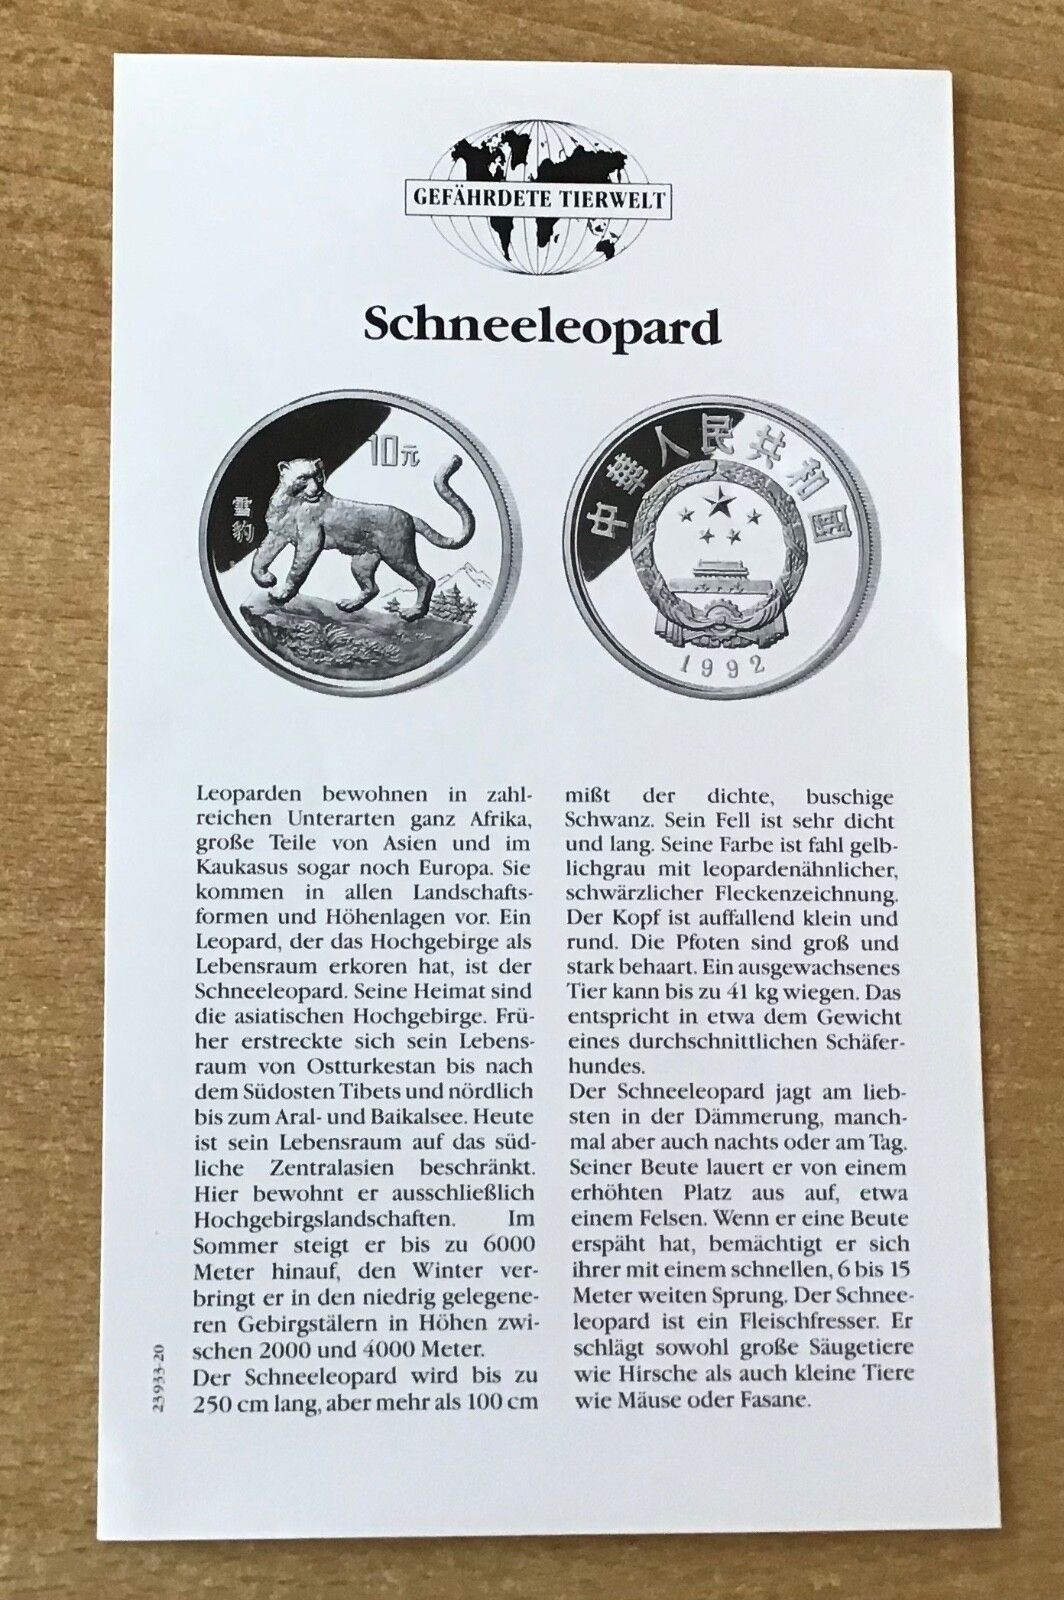 GEFÄHRDETE TIERWELT
Schneeleopard
10元
雪豹
中華人民共和国
1992
Leoparden bewohnen in zahl-
reichen Unterarten ganz Afrika,
große Teile von Asien und im
Kaukasus sogar noch Europa. Sie
kommen in allen Landschafts-
formen und Höhenlagen vor. Ein
Leopard, der das Hochgebirge als
Lebensraum erkoren hat, ist der
Schneeleopard. Seine Heimat sind
die asiatischen Hochgebirge. Frü-
her erstreckte sich sein Lebens-
raum von Ostturkestan bis nach
dem Südosten Tibets und nördlich
bis zum Aral- und Baikalsee. Heute
ist sein Lebensraum auf das süd-
liche Zentralasien beschränkt.
Hier bewohnt er ausschließlich
Hochgebirgslandschaften. Im
Sommer steigt er bis zu 6000
Meter hinauf, den Winter ver-
bringt er in den niedrig gelegene-
ren Gebirgstälern in Höhen zwi-
schen 2000 und 4000 Meter.
Der Schneeleopard wird bis zu
250 cm lang, aber mehr als 100 cm
mißt der dichte, buschige
Schwanz. Sein Fell ist sehr dicht
und lang. Seine Farbe ist fahl gelb-
lichgrau mit leopardenähnlicher,
schwärzlicher Fleckenzeichnung.
Der Kopf ist auffallend klein und
rund. Die Pfoten sind groß und
stark behaart. Ein ausgewachsenes
Tier kann bis zu 41 kg wiegen. Das
entspricht in etwa dem Gewicht
eines durchschnittlichen Schäfer-
hundes.
Der Schneeleopard jagt am lieb-
sten in der Dämmerung, manch-
mal aber auch nachts oder am Tag.
Seiner Beute lauert er von einem
erhöhten Platz aus auf, etwa
einem Felsen. Wenn er eine Beute
erspäht hat, bemächtigt er sich
ihrer mit einem schnellen, 6 bis 15
Meter weiten Sprung. Der Schnee-
leopard ist ein Fleischfresser. Er
schlägt sowohl große Säugetiere
wie Hirsche als auch kleine Tiere
wie Mäuse oder Fasane.
23933-20